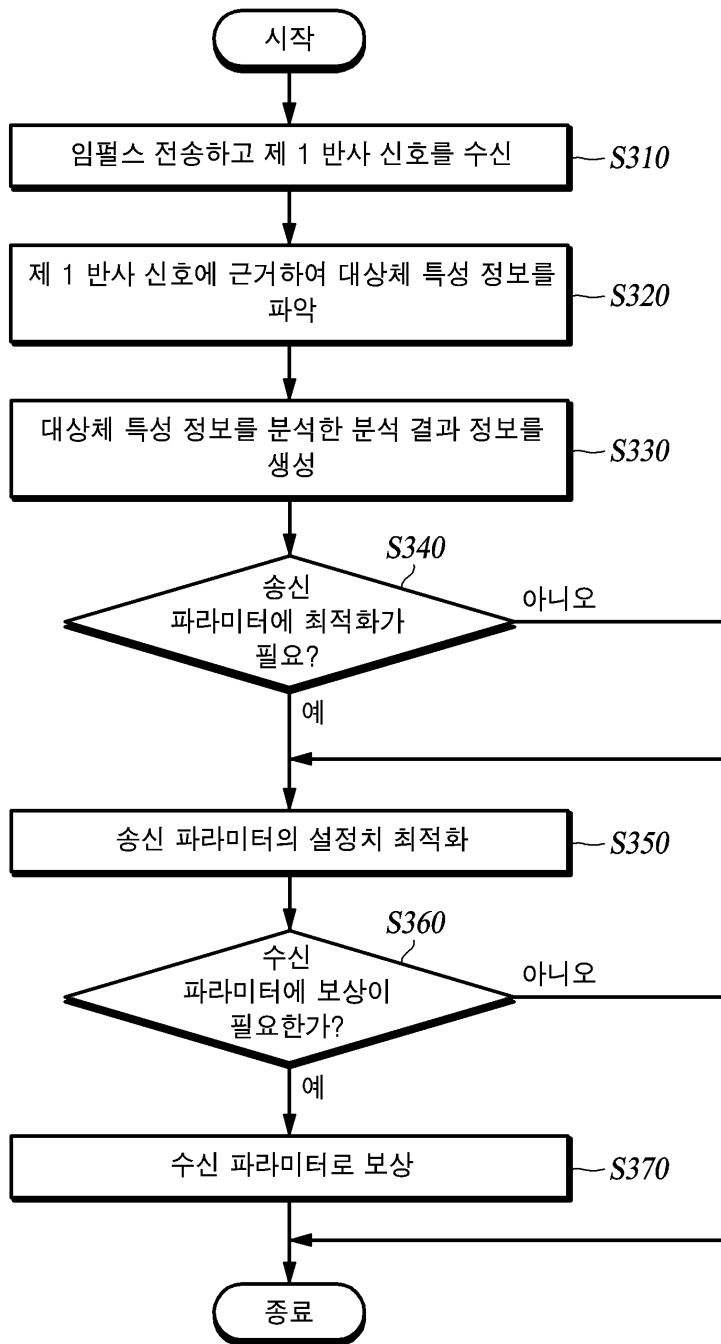 시작
임펄스 전송하고 제 1 반사 신호를 수신
S310
제 1 반사 신호에 근거하여 대상체 특성 정보를
파악
S320
대상체 특성 정보를 분석한 분석 결과 정보를
생성
S330
S340
송신
파라미터에 최적화가
필요?
아니오
예
송신 파라미터의 설정치 최적화
S350
S360
수신
파라미터에 보상이
필요한가?
아니오
예
수신 파라미터로 보상
S370
종료